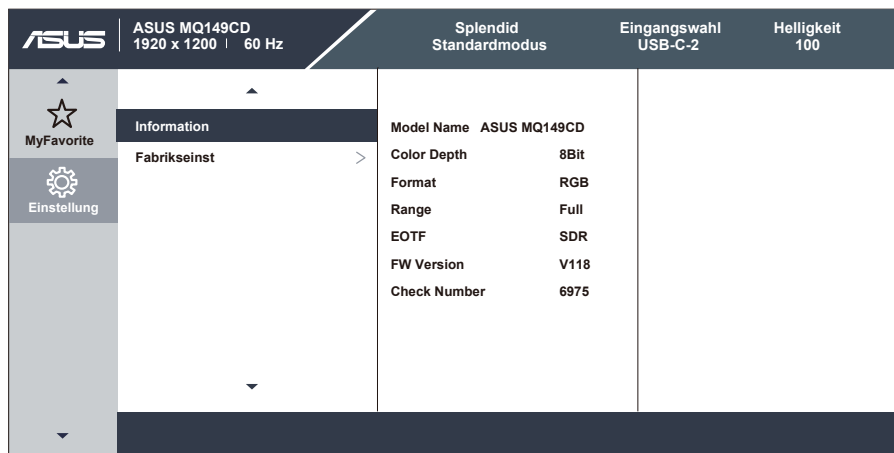 ASUS
ASUS MQ149CD
1920 x 1200 60 Hz
Splendid
Standardmodus
Eingangswahl
USB-C-2
Helligkeit
100
MyFavorite
Einstellung
Information
Fabrikseinst
Model Name ASUS MQ149CD
Color Depth 8Bit
Format RGB
Range Full
EOTF SDR
FW Version V118
Check Number 6975